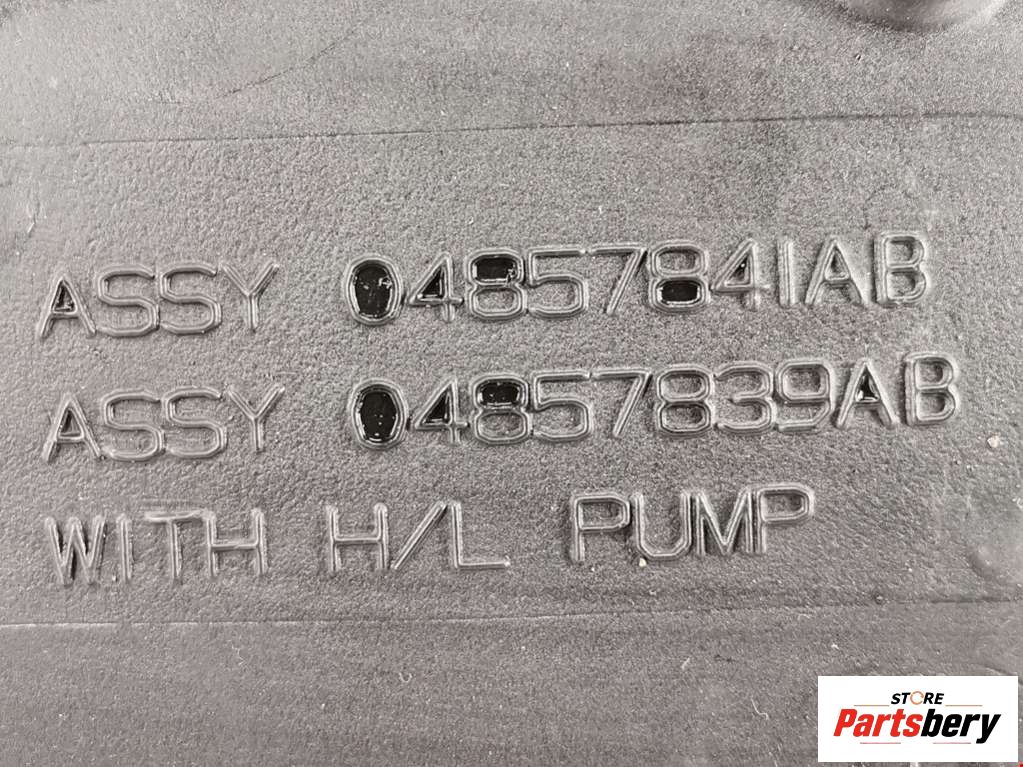 ASSY 04857841AB
ASSY 04857839AB
WITH H/L PUMP
STORE
Partsbery